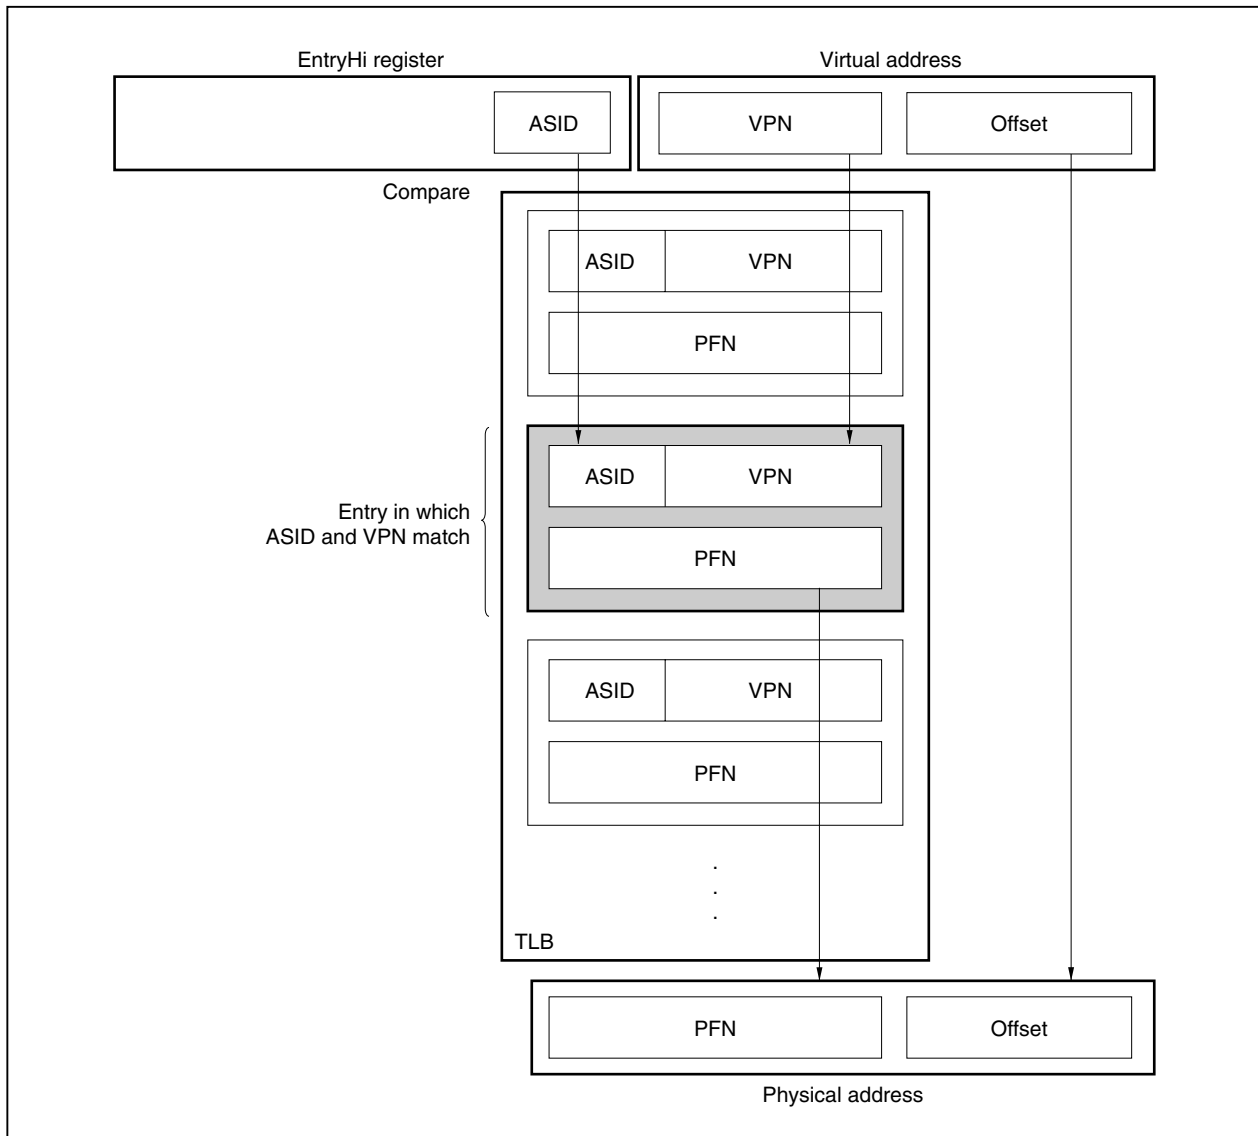 EntryHi register
Virtual address
ASID
VPN
Offset
Compare
ASID
VPN
PFN
Entry in which
ASID and VPN match
ASID
VPN
PFN
ASID
VPN
PFN
.
.
.
TLB
PFN
Offset
Physical address